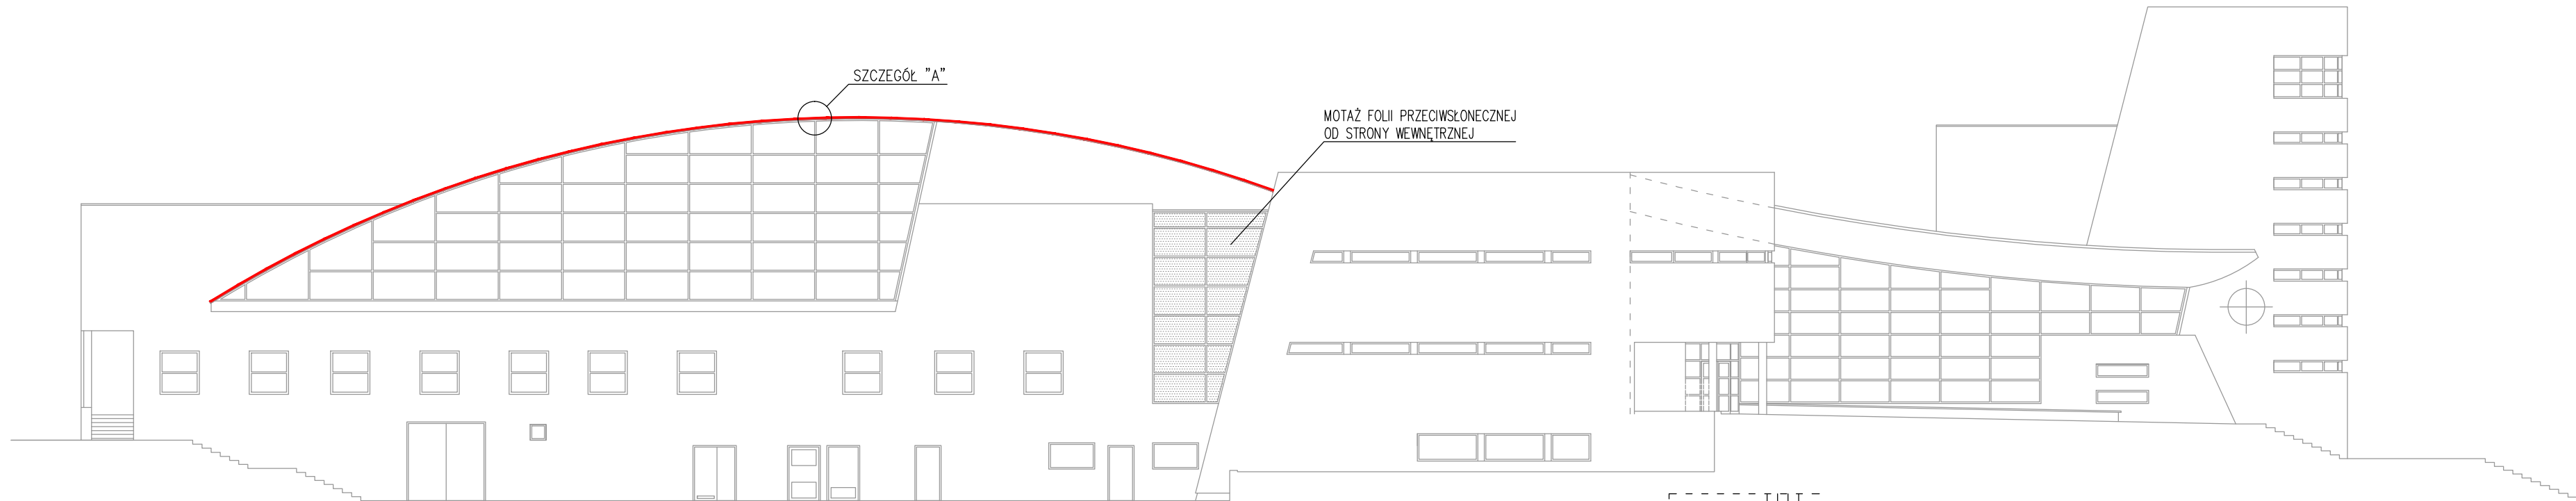 SZCZEGÓŁ "A"
MOTAŻ FOLII PRZECIWSŁONECZNEJ
OD STRONY WEWNĘTRZNEJ